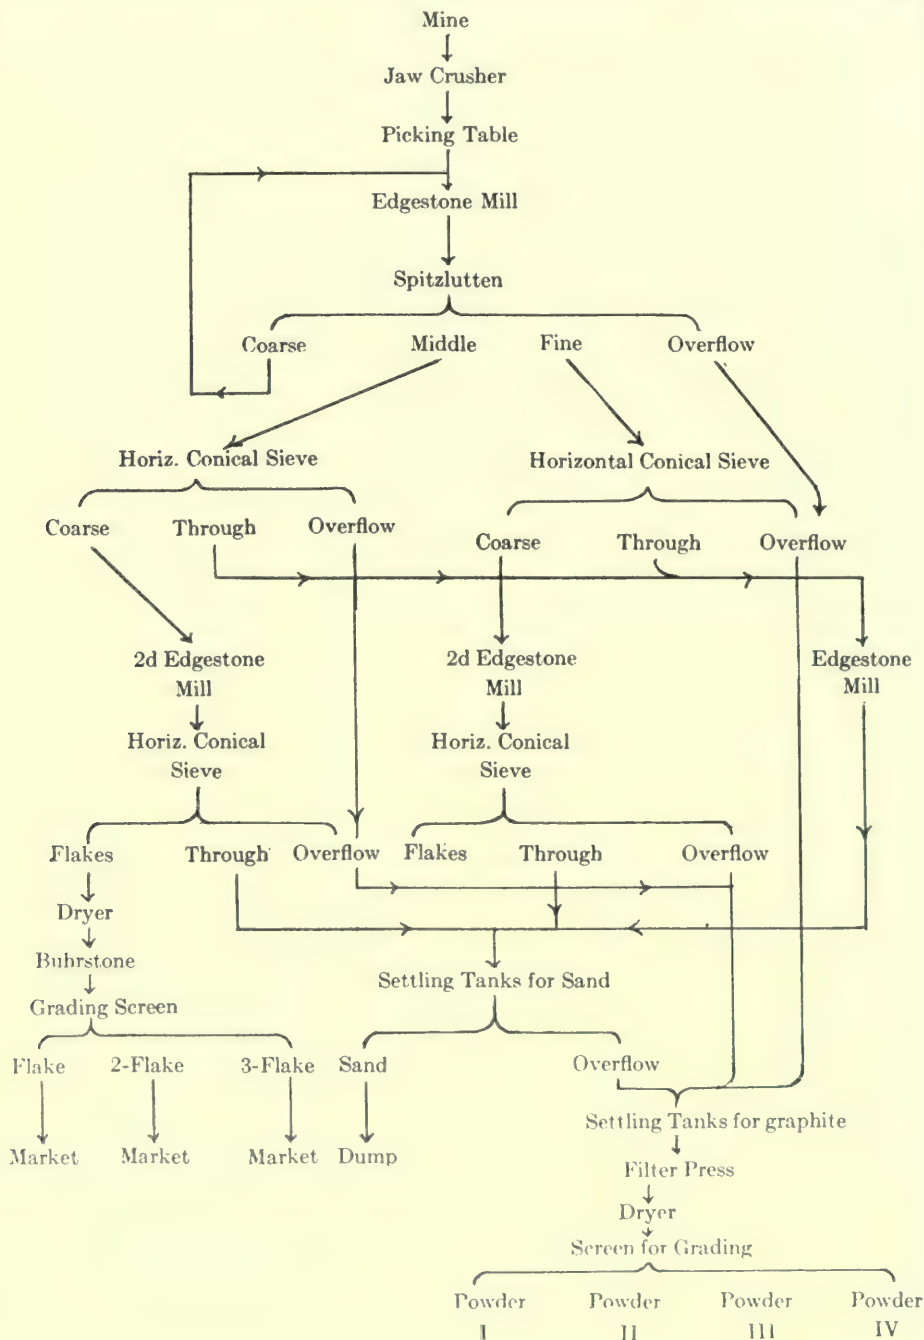 Mine
Jaw Crusher
Picking Table
Edgestone Mill
Spitzlutten
Coarse Middle Fine Overflow
Horiz. Conical Sieve Horizontal Conical Sieve
Coarse Through Overflow
Coarse Through Overflow
2d Edgestone
Mill
2d Edgestone
Mill
Edgestone
Mill
Horiz. Conical
Sieve
Horiz. Conical
Sieve
Flakes Through Overflow Flakes Through Overflow
Dryer
Buhrstone
Grading Screen
Settling Tanks for Sand
Flake 2-Flake 3-Flake Sand Overflow
Market Market Market Dump
Settling Tanks for graphite
Filter Press
Dryer
Screen for Grading
Powder Powder Powder Powder
I II III IV